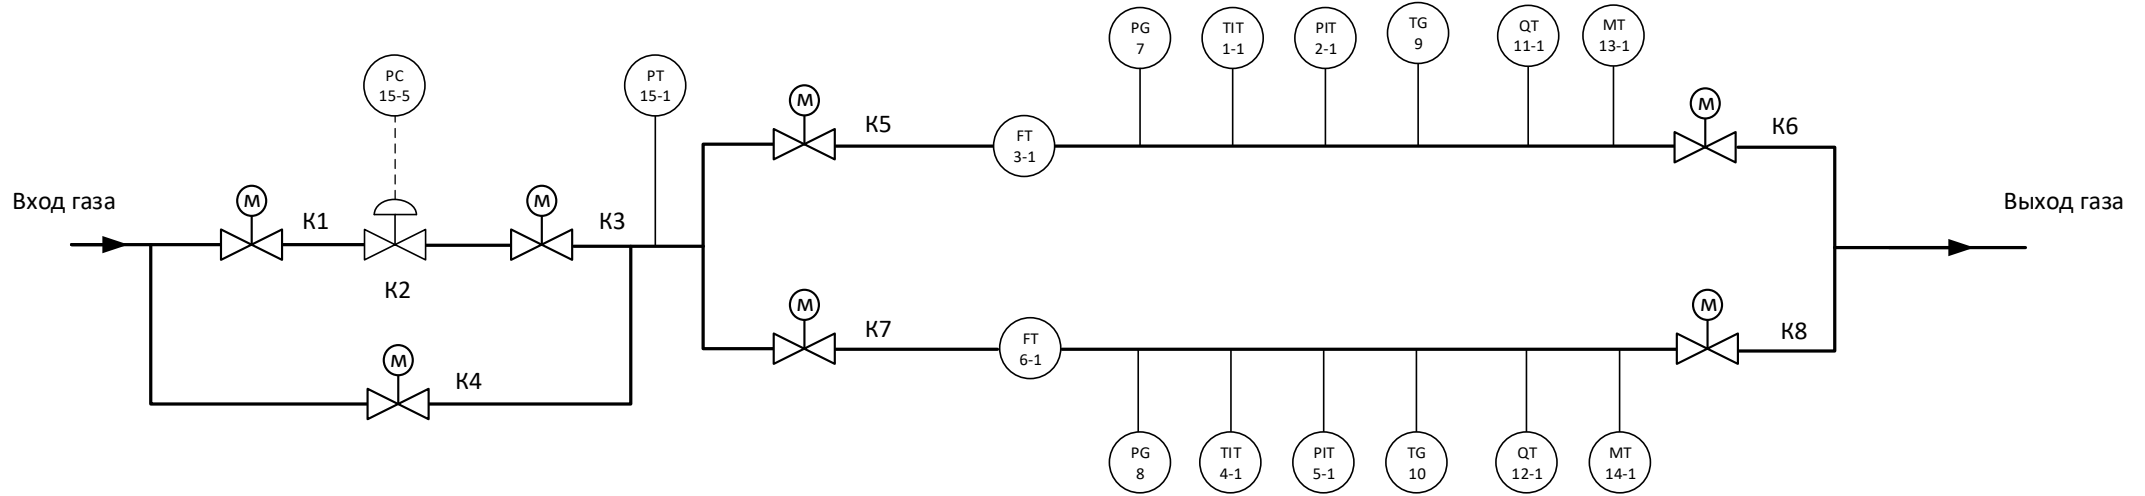 PG
7
TIT
1-1
PIT
2-1
TG
9
QT
11-1
MT
13-1
PC
15-5
PT
15-1
M
K5
FT
3-1
M
K6
Вход газа
M
K1
K2
M
K3
Выход газа
M
K7
FT
6-1
M
K8
M
K4
PG
8
TIT
4-1
PIT
5-1
TG
10
QT
12-1
MT
14-1